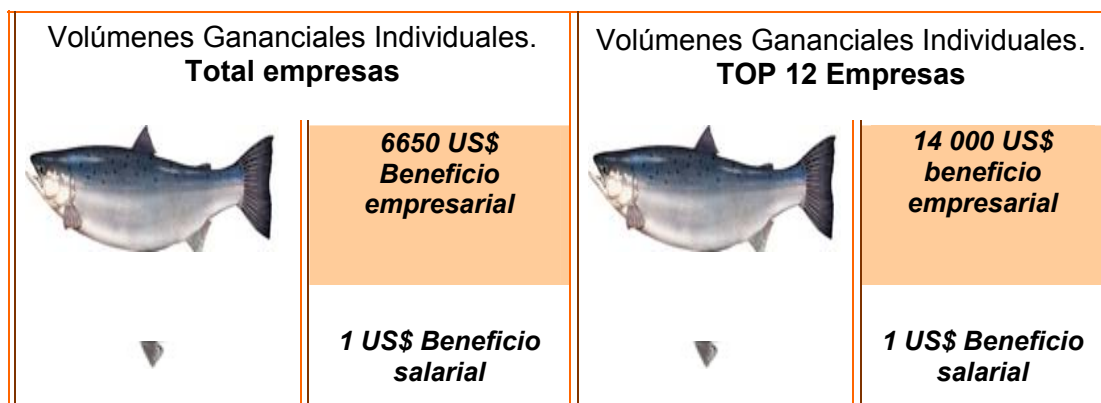 Volúmenes Gananciales Individuales.
Total empresas
6650 US$
Beneficio
empresarial
1 US$ Beneficio
salarial
Volúmenes Gananciales Individuales.
TOP 12 Empresas
14 000 US$
beneficio
empresarial
1 US$ Beneficio
salarial